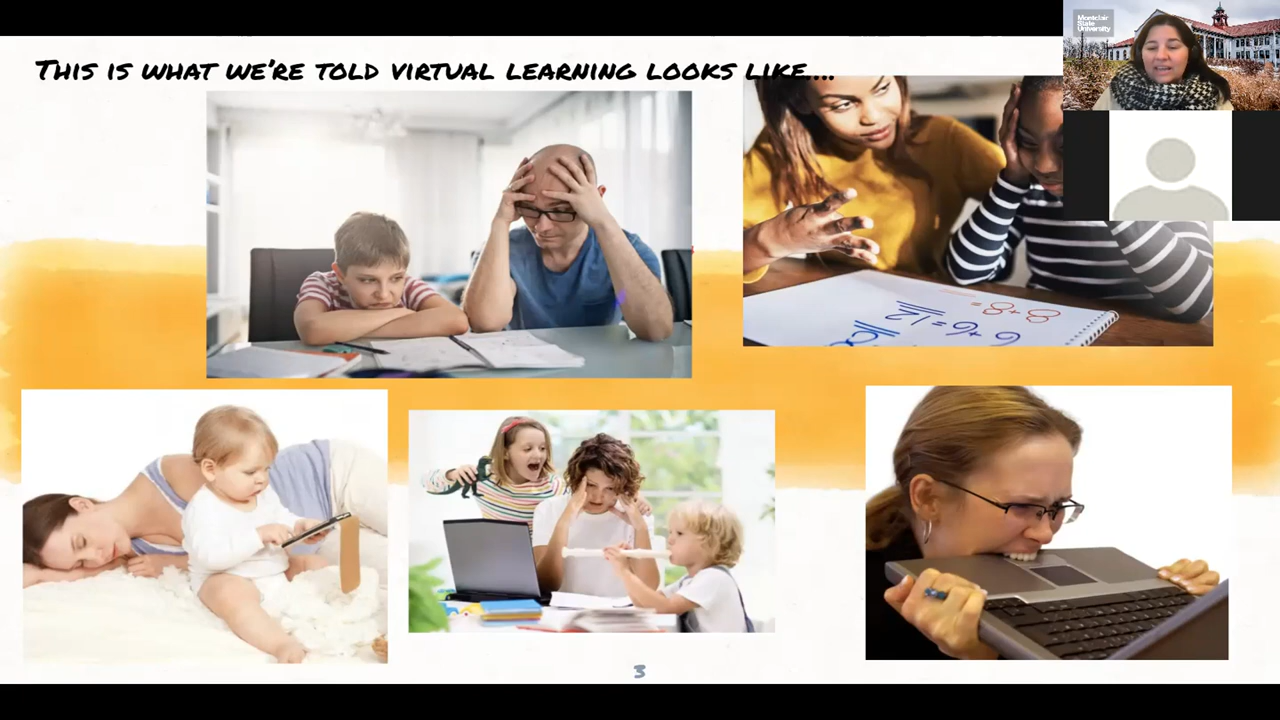 This is what we're told virtual learning looks like....
Montclair
State
University
8+8=
6+6=12
3